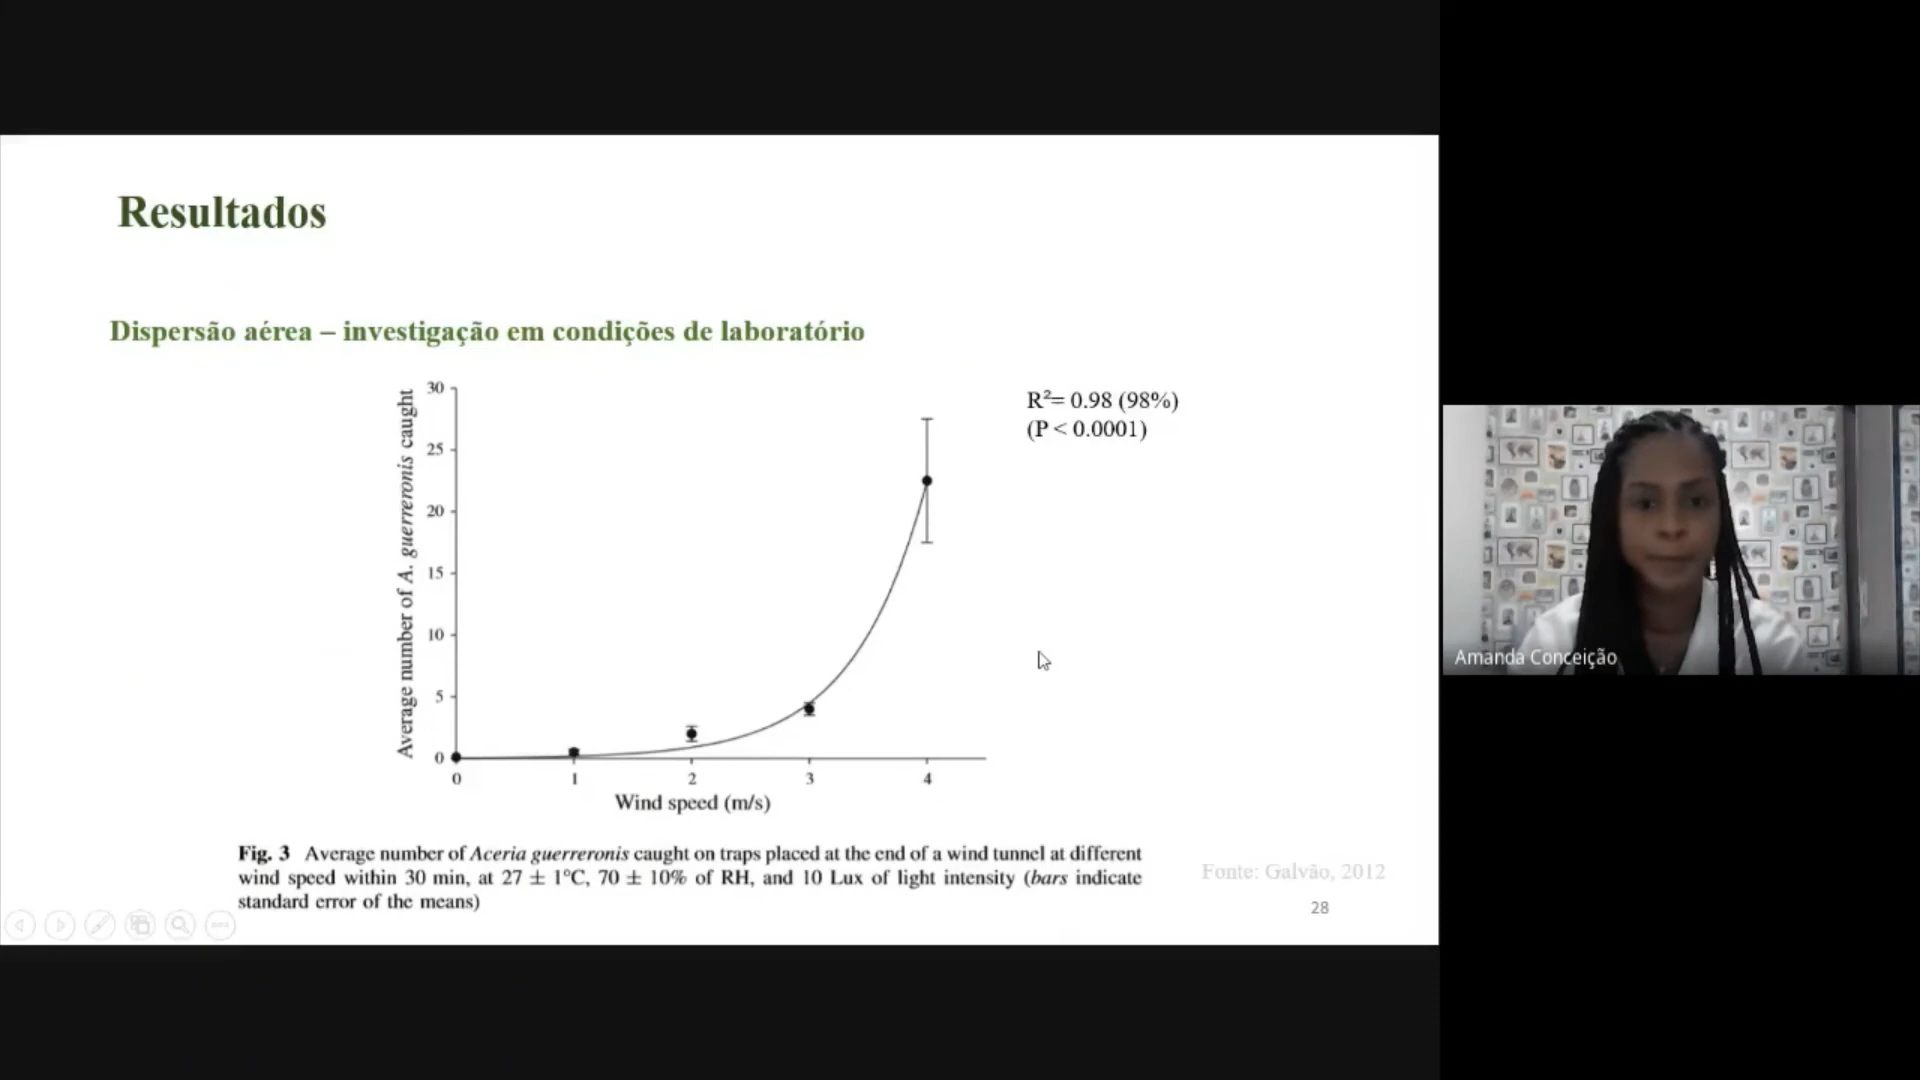 Resultados
Dispersão aérea – investigação em condições de laboratório
R²= 0.98 (98%)
(P < 0.0001)
Average number of A. guerreronis caught
30
25
20
15
10
5
0
0 1 2 3 4
Wind speed (m/s)
Fig. 3 Average number of Aceria guerreronis caught on traps placed at the end of a wind tunnel at different
wind speed within 30 min, at 27 ± 1°C, 70 ± 10% of RH, and 10 Lux of light intensity (bars indicate
standard error of the means)
Fonte: Galvão, 2012
28
Amanda Conceição